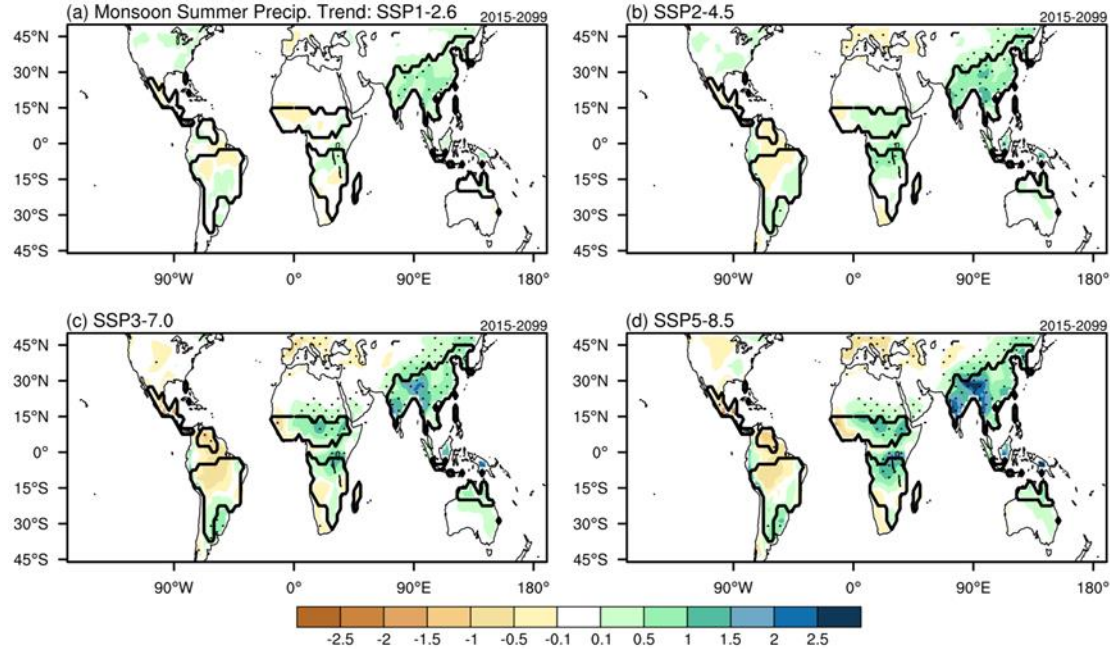 (a) Monsoon Summer Precip. Trend: SSP1-2.6 2015-2099
45°N
30°N
15°N
0°
15°S
30°S
45°S
90°W 0° 90°E 180°
(b) SSP2-4.5 2015-2099
45°N
30°N
15°N
0°
15°S
30°S
45°S
90°W 0° 90°E 180°
(c) SSP3-7.0 2015-2099
45°N
30°N
15°N
0°
15°S
30°S
45°S
90°W 0° 90°E 180°
(d) SSP5-8.5 2015-2099
45°N
30°N
15°N
0°
15°S
30°S
45°S
90°W 0° 90°E 180°
-2.5 -2 -1.5 -1 -0.5 -0.1 0.1 0.5 1 1.5 2 2.5